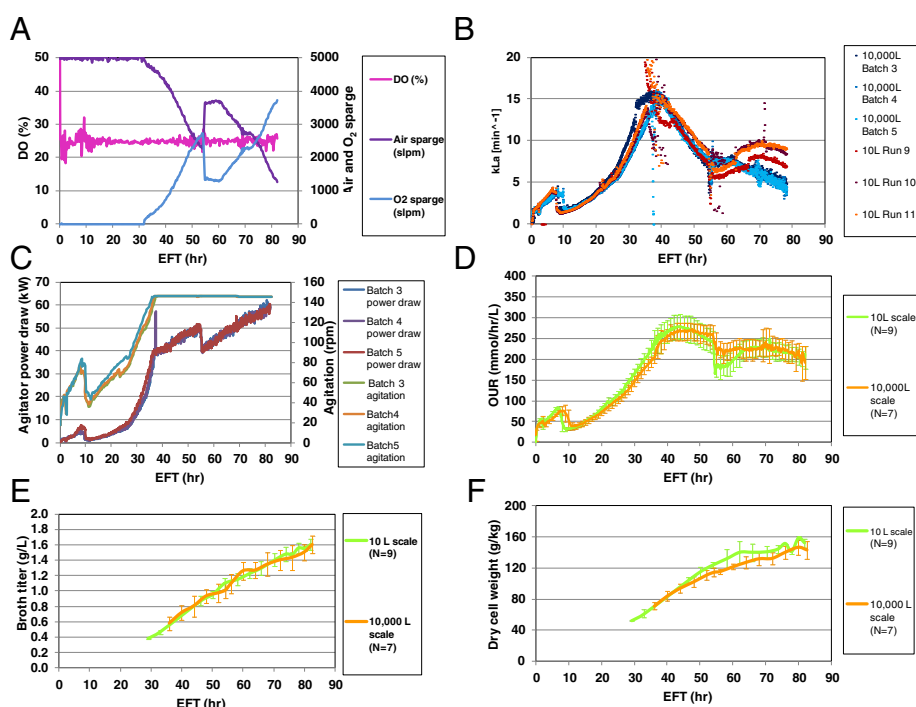 A
50
40
30
20
10
0
DO (%)
5000
4000
3000
2000
1000
0
Air and O2 sparge
(slpm)
0 10 20 30 40 50 60 70 80 90
EFT (hr)
DO (%)
Air sparge
(slpm)
O2 sparge
(slpm)
B
20
15
10
5
0
kLa [min^-1]
0 10 20 30 40 50 60 70 80 90
EFT (hr)
10,000L
Batch 3
10,000L
Batch 4
10,000L
Batch 5
10L Run 9
10L Run 10
10L Run 11
C
70
60
50
40
30
20
10
0
Agitator power draw (kW)
160
140
120
100
80
60
40
20
0
Agitation (rpm)
0 10 20 30 40 50 60 70 80 90
EFT (hr)
Batch 3
power draw
Batch 4
power draw
Batch 5
power draw
Batch 3
agitation
Batch4
agitation
Batch5
agitation
D
400
350
300
250
200
150
100
50
0
OUR (mmol/hr/L)
0 10 20 30 40 50 60 70 80 90
EFT (hr)
10L scale
(N=9)
10,000L
scale
(N=7)
E
2.0
1.8
1.6
1.4
1.2
1.0
0.8
0.6
0.4
0.2
0.0
Broth titer (g/L)
0 10 20 30 40 50 60 70 80 90
EFT (hr)
10 L scale
(N=9)
10,000 L
scale
(N=7)
F
200
160
120
80
40
0
Dry cell weight (g/kg)
0 10 20 30 40 50 60 70 80 90
EFT (hr)
10 L scale
(N=9)
10,000 L
scale
(N=7)